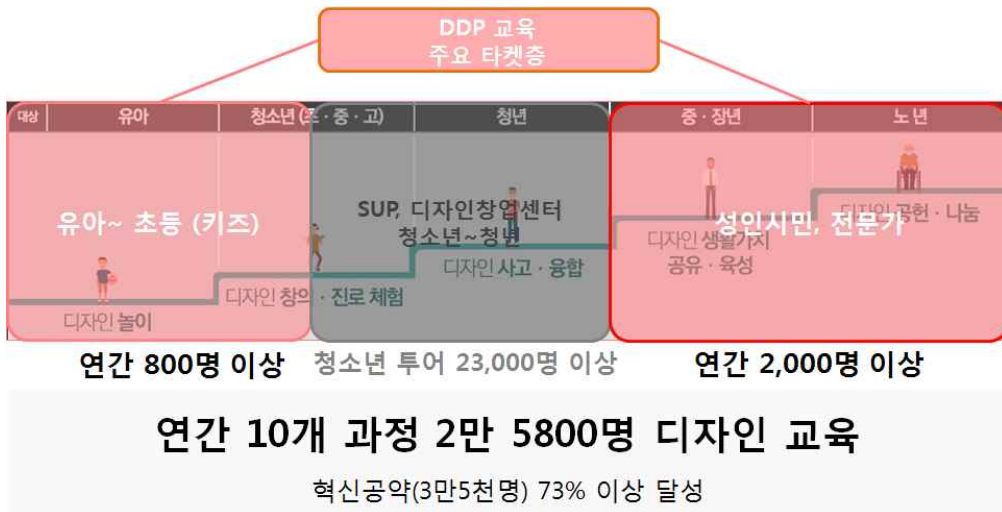 DDP 교육
주요 타켓층
대상 유아 청소년 (초 · 중 · 고) 청년 중 · 장년 노년
유아~ 초등 (키즈)
SUP, 디자인창업센터
청소년~청년
성인시민, 전문가
디자인 놀이
디자인 창의 · 진로 체험
디자인 사고 · 융합
디자인 생활가치
공유 · 육성
디자인 공헌 · 나눔
연간 800명 이상
청소년 투어 23,000명 이상
연간 2,000명 이상
연간 10개 과정 2만 5800명 디자인 교육
혁신공약(3만5천명) 73% 이상 달성